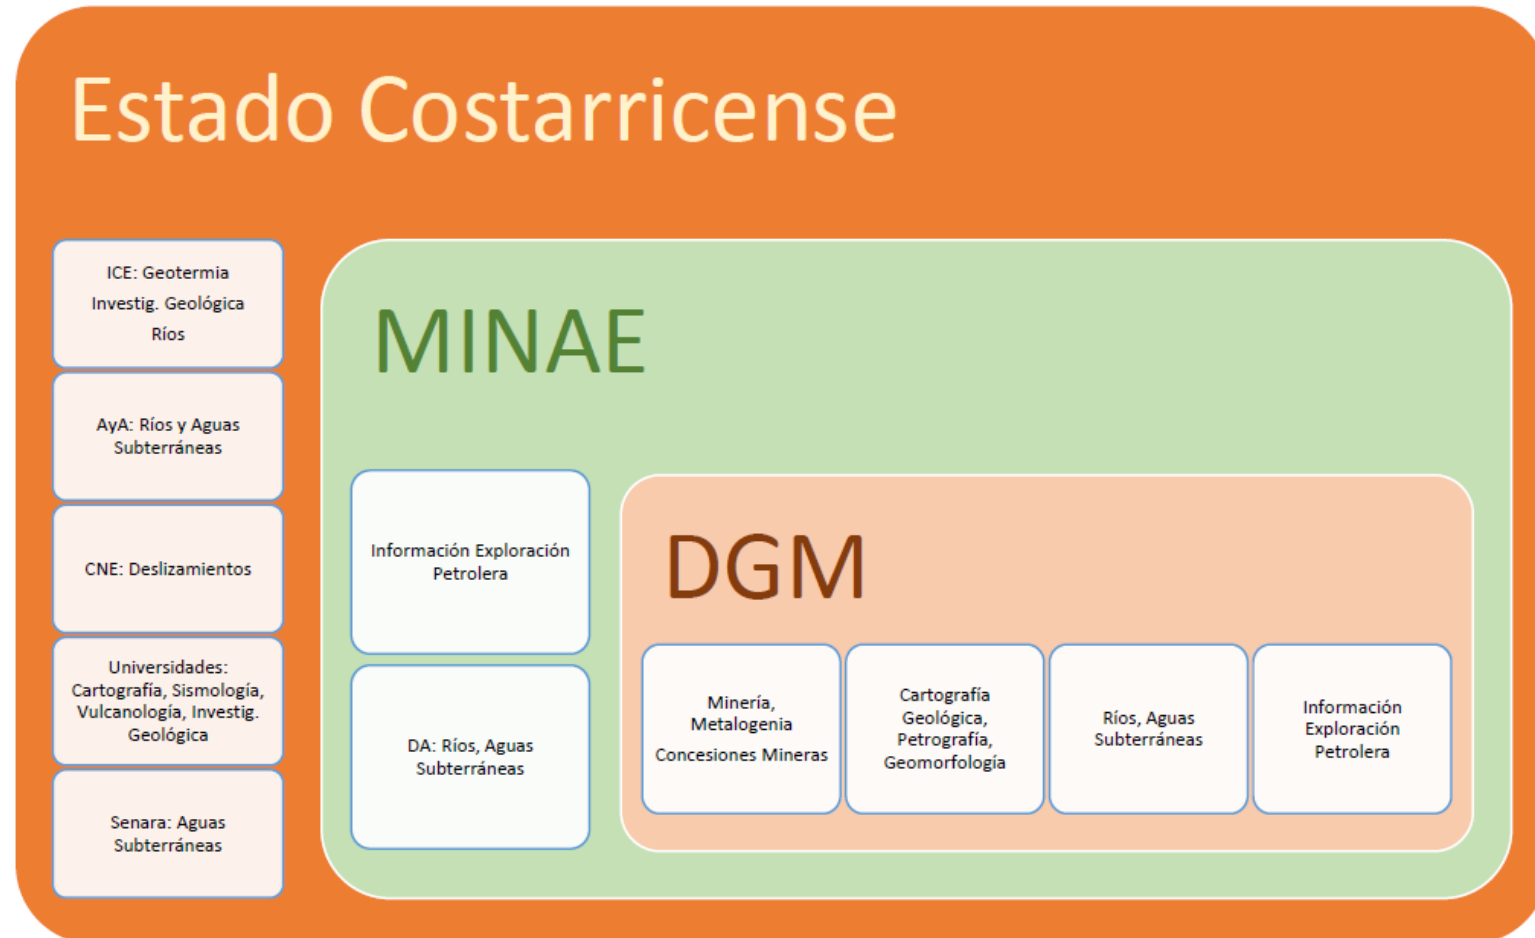 Estado Costarricense
ICE: Geotermia
Investig. Geológica
Ríos
AyA: Ríos y Aguas
Subterráneas
CNE: Deslizamientos
Universidades:
Cartografía, Sismología,
Vulcanología, Investig.
Geológica
Senara: Aguas
Subterráneas
MINAE
Información Exploración
Petrolera
DA: Ríos, Aguas
Subterráneas
DGM
Minería,
Metalogenia
Concesiones Mineras
Cartografía
Geológica,
Petrografía,
Geomorfología
Ríos, Aguas
Subterráneas
Información
Exploración
Petrolera